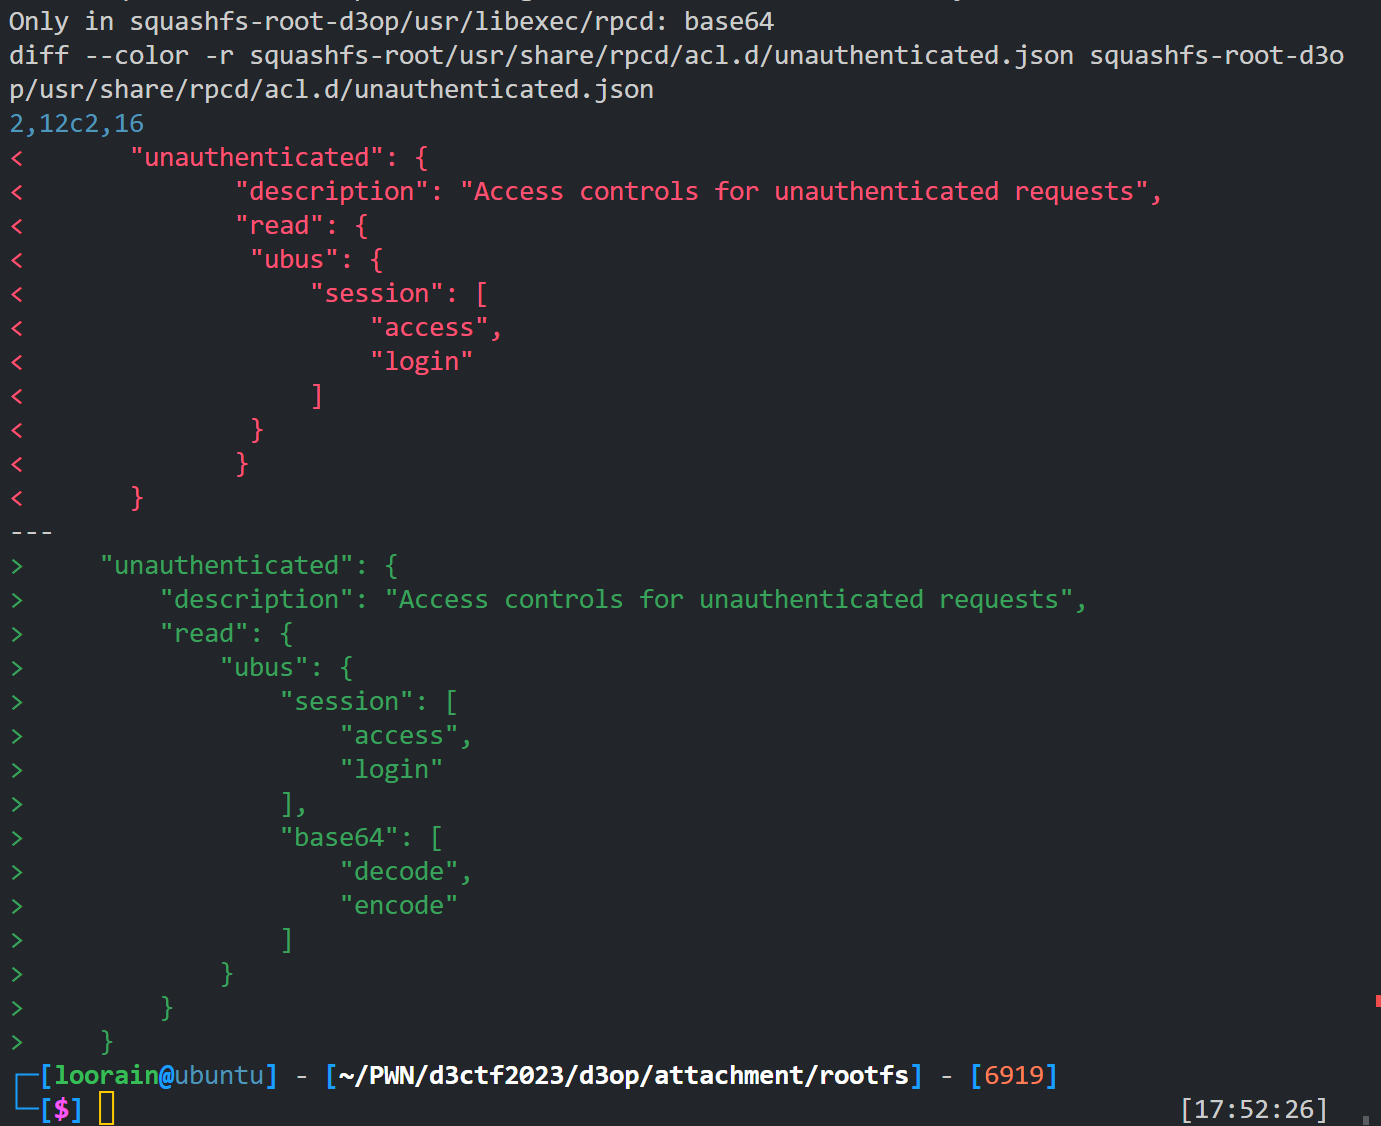 Only in squashfs-root-d3op/usr/libexec/rpcd: base64
diff --color -r squashfs-root/usr/share/rpcd/acl.d/unauthenticated.json squashfs-root-d3o
p/usr/share/rpcd/acl.d/unauthenticated.json
2,12c2,16
<       "unauthenticated": {
<              "description": "Access controls for unauthenticated requests",
<              "read": {
<               "ubus": {
<                   "session": [
<                       "access",
<                       "login"
<                   ]
<               }
<              }
<       }
---
>     "unauthenticated": {
>         "description": "Access controls for unauthenticated requests",
>         "read": {
>             "ubus": {
>                 "session": [
>                     "access",
>                     "login"
>                 ],
>                 "base64": [
>                     "decode",
>                     "encode"
>                 ]
>             }
>         }
>     }
[loorain@ubuntu] - [~/PWN/d3ctf2023/d3op/attachment/rootfs] - [6919]
[$] [17:52:26]